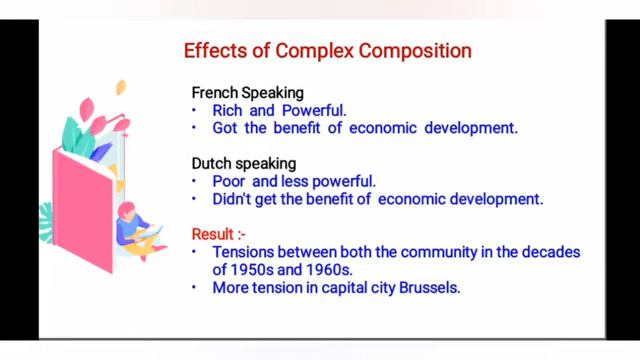 Effects of Complex Composition
French Speaking
• Rich and Powerful.
• Got the benefit of economic development.
Dutch speaking
• Poor and less powerful.
• Didn't get the benefit of economic development.
Result :-
• Tensions between both the community in the decades
of 1950s and 1960s.
• More tension in capital city Brussels.